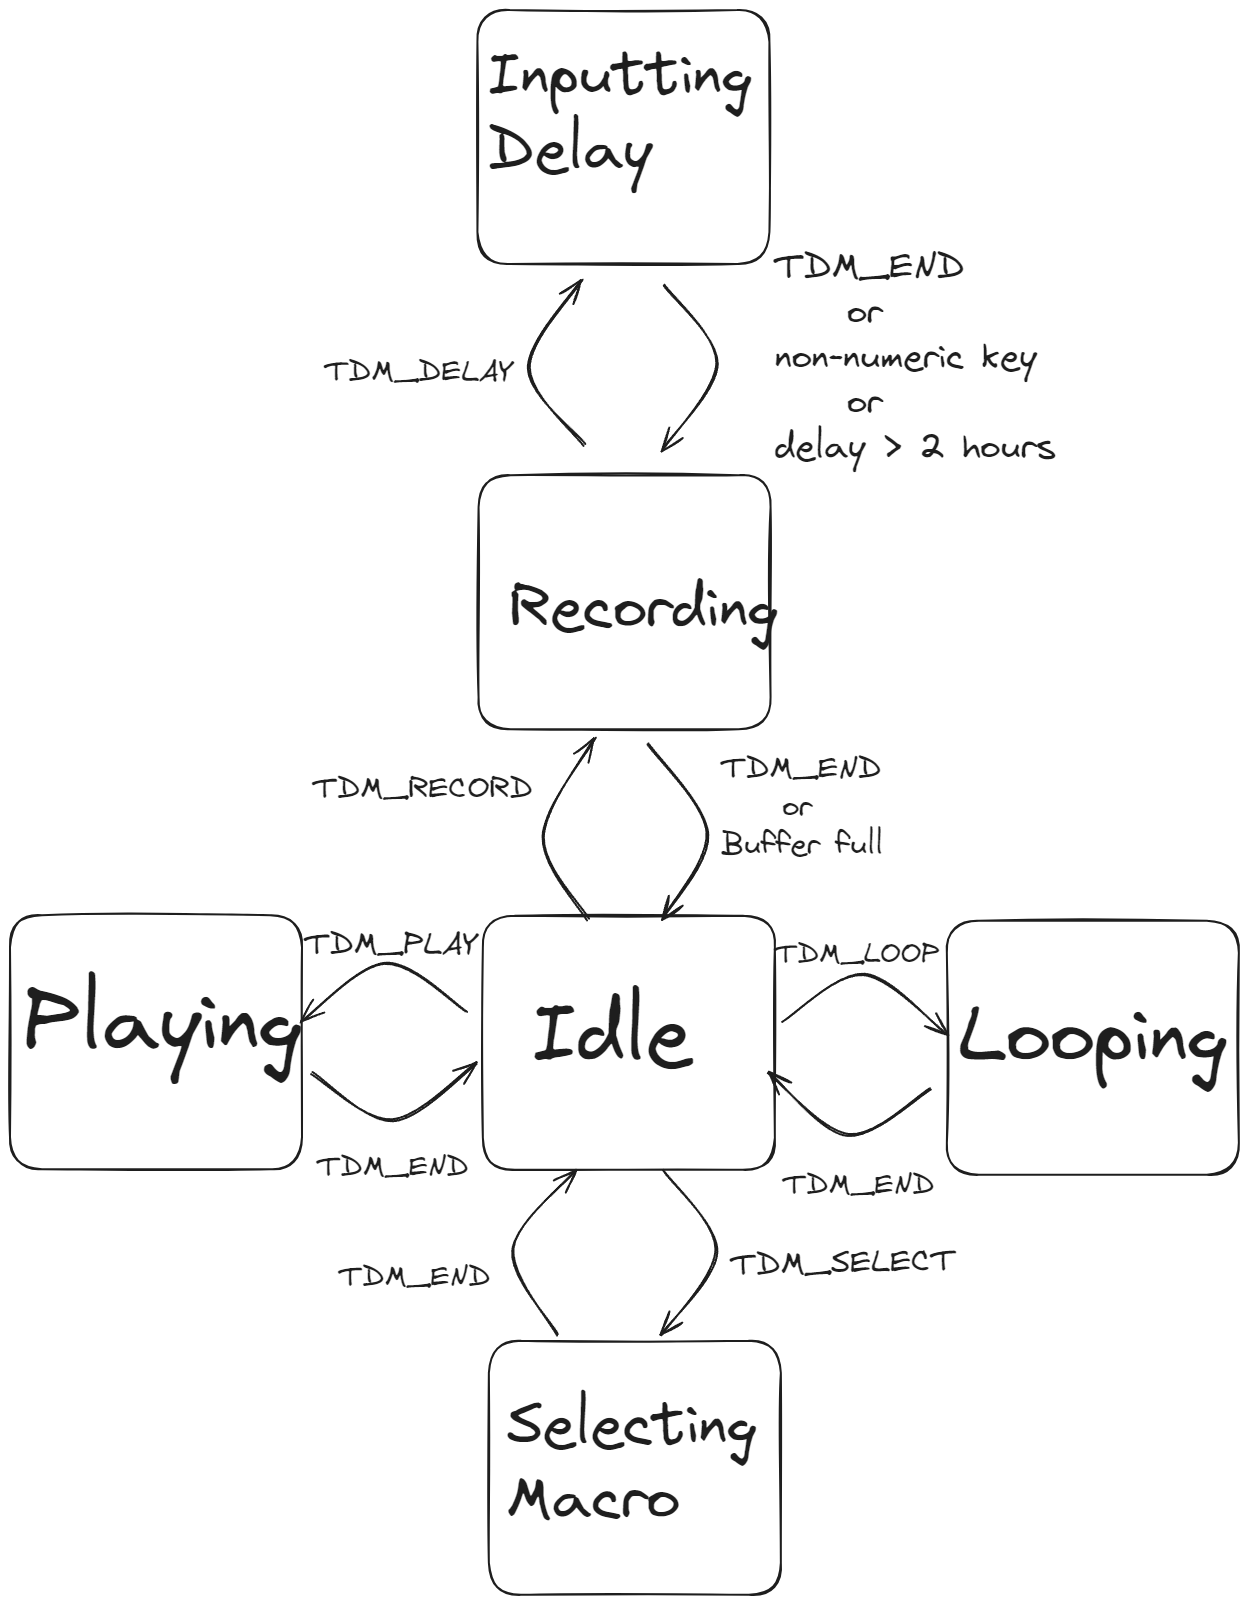 Inputting
Delay
TDM_END
or
non-numeric key
or
delay > 2 hours
TDM_DELAY
Recording
TDM_RECORD
TDM_END
or
Buffer full
TDM_PLAY
TDM_LOOP
Playing
Idle
Looping
TDM_END
TDM_END
TDM_END
TDM_SELECT
Selecting
Macro